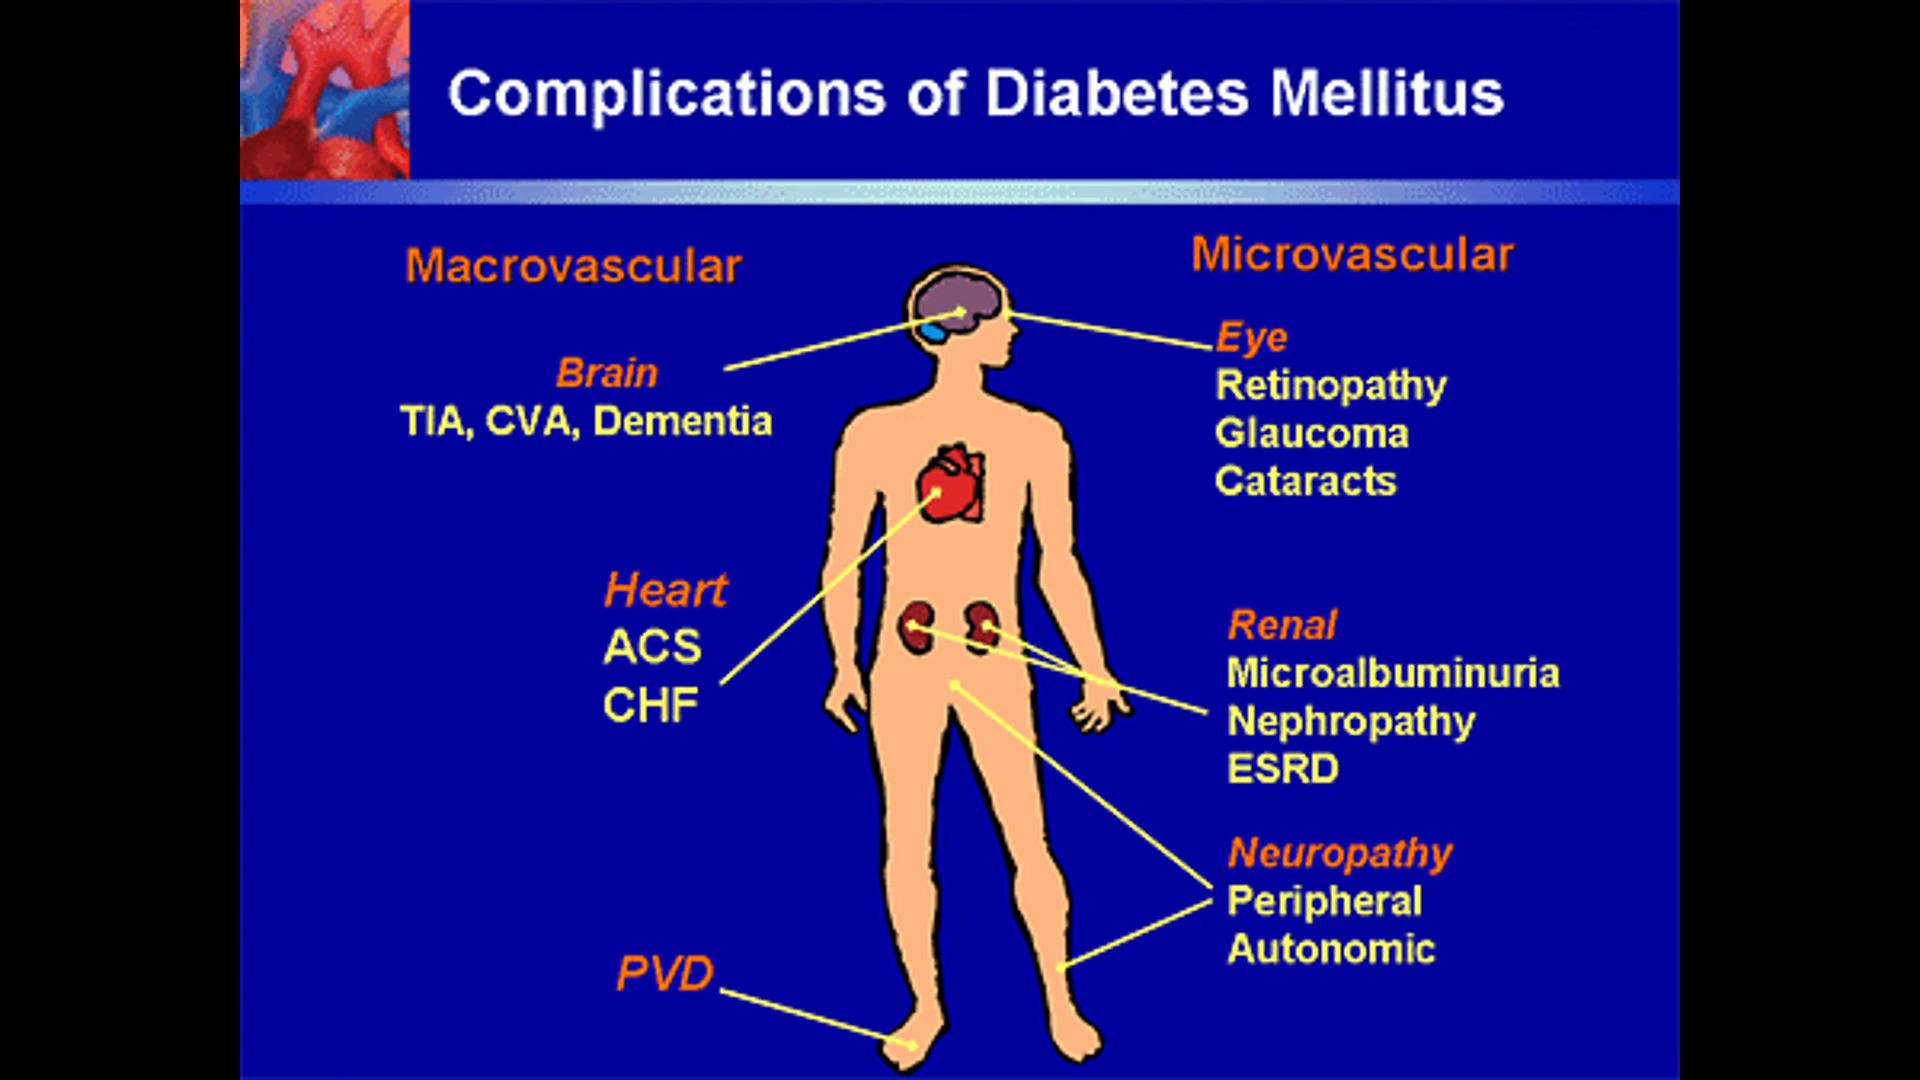 Complications of Diabetes Mellitus
Macrovascular
Brain
TIA, CVA, Dementia
Heart
ACS
CHF
PVD
Microvascular
Eye
Retinopathy
Glaucoma
Cataracts
Renal
Microalbuminuria
Nephropathy
ESRD
Neuropathy
Peripheral
Autonomic